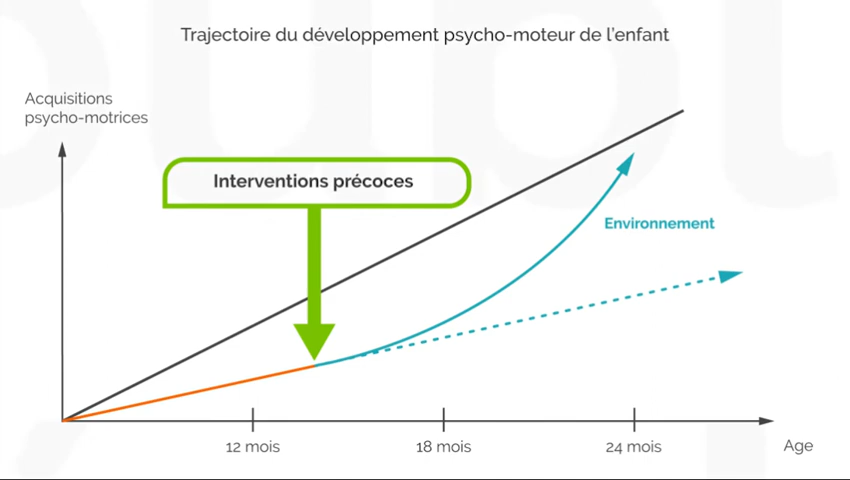 Trajectoire du développement psycho-moteur de l'enfant
Acquisitions
psycho-motrices
Interventions précoces
Environnement
12 mois
18 mois
24 mois
Age